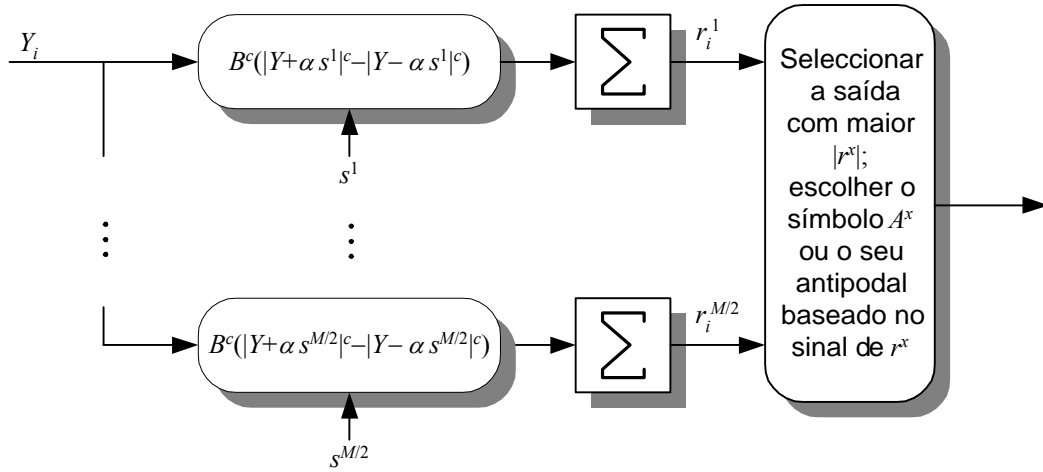 Y_i
B^c(|Y+α s^1|^c–|Y– α s^1|^c)
s^1
∑
r_i^1
⋮
⋮
B^c(|Y+α s^{M/2}|^c–|Y– α s^{M/2}|^c)
s^{M/2}
∑
r_i^{M/2}
Seleccionar
a saída
com maior
|r^x|;
escolher o
símbolo A^x
ou o seu
antipodal
baseado no
sinal de r^x